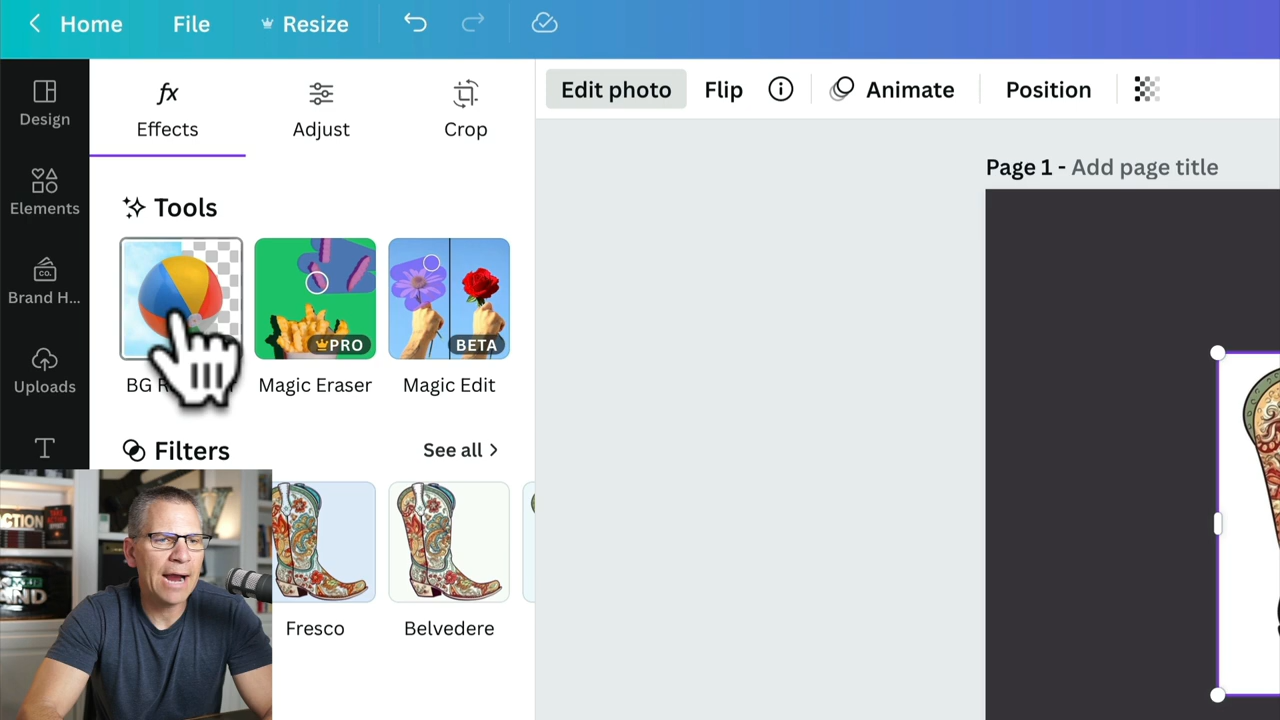 Home File Resize
Design
Elements
Brand H...
Uploads
Effects Adjust Crop
Tools
PRO BETA
BG Magic Eraser Magic Edit
Filters See all
Fresco Belvedere
Edit photo Flip Animate Position
Page 1 - Add page title
CO.